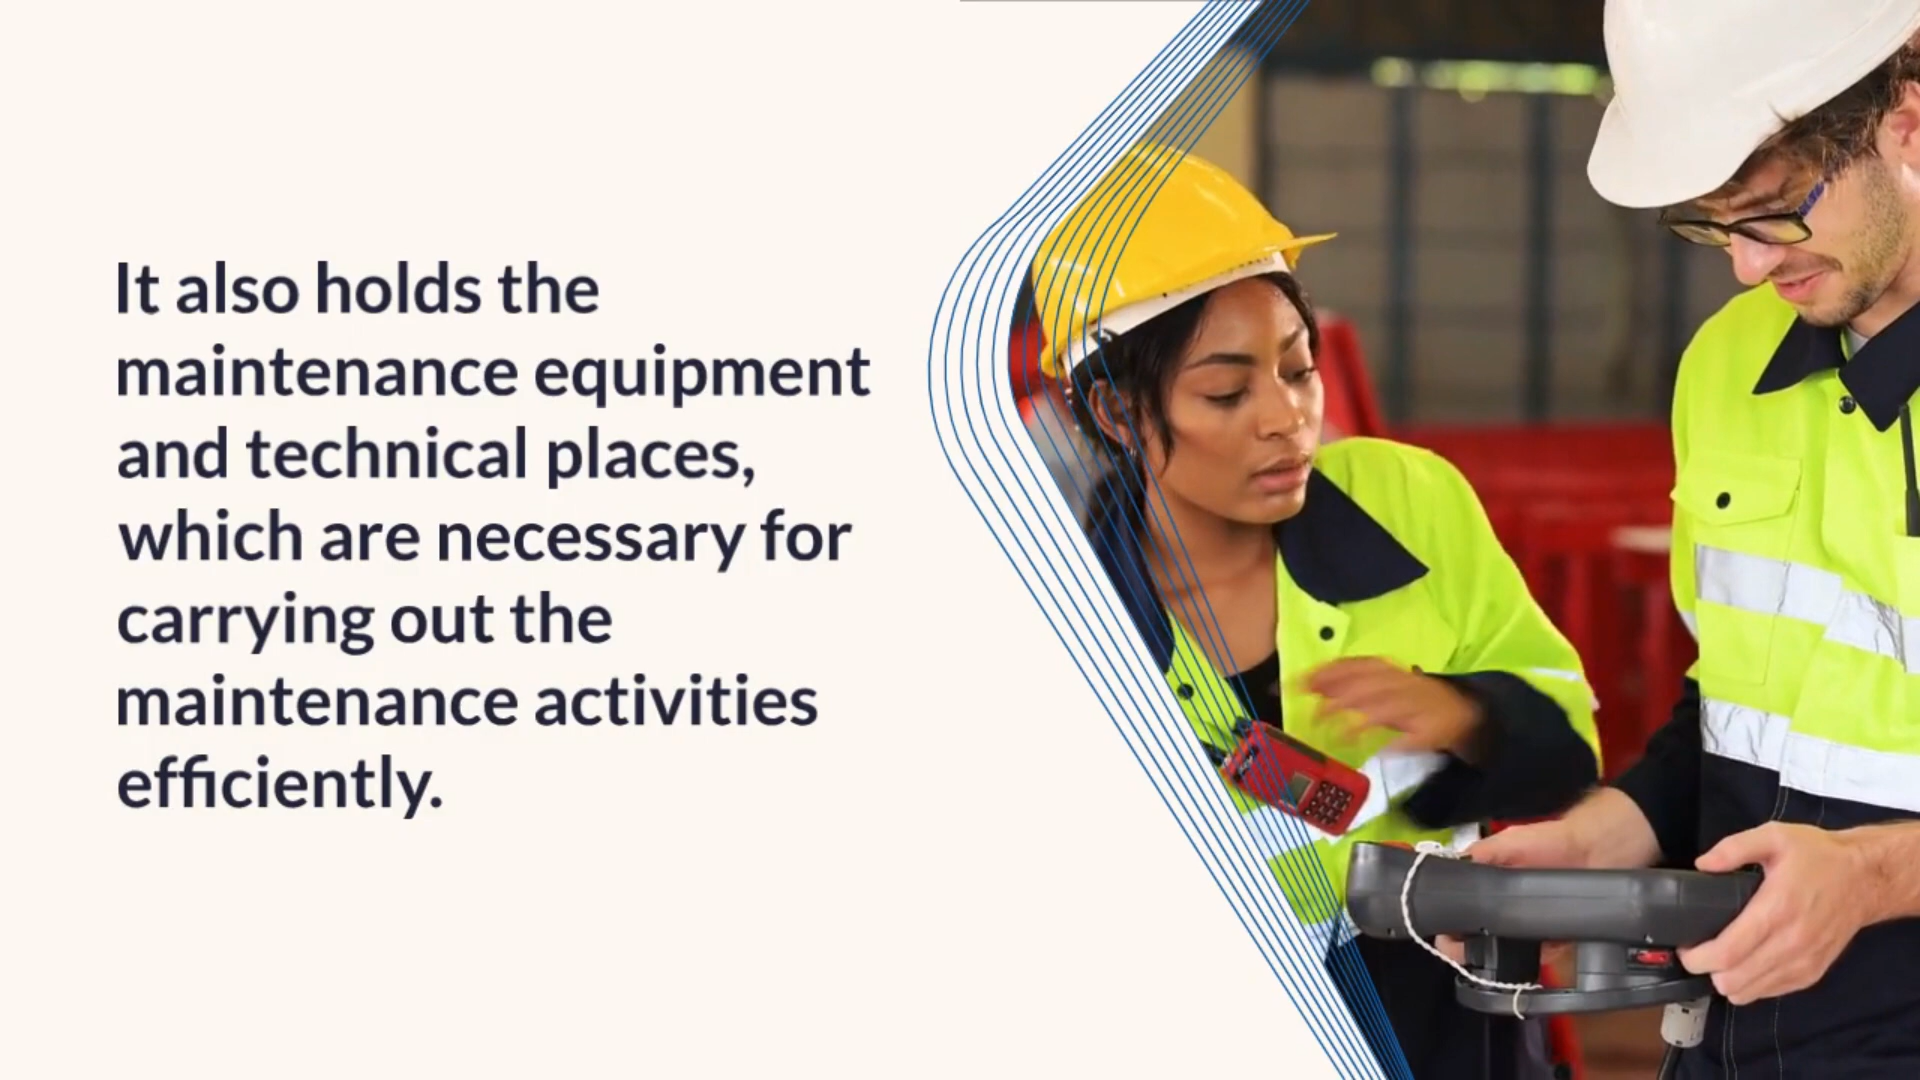 It also holds the
maintenance equipment
and technical places,
which are necessary for
carrying out the
maintenance activities
efficiently.